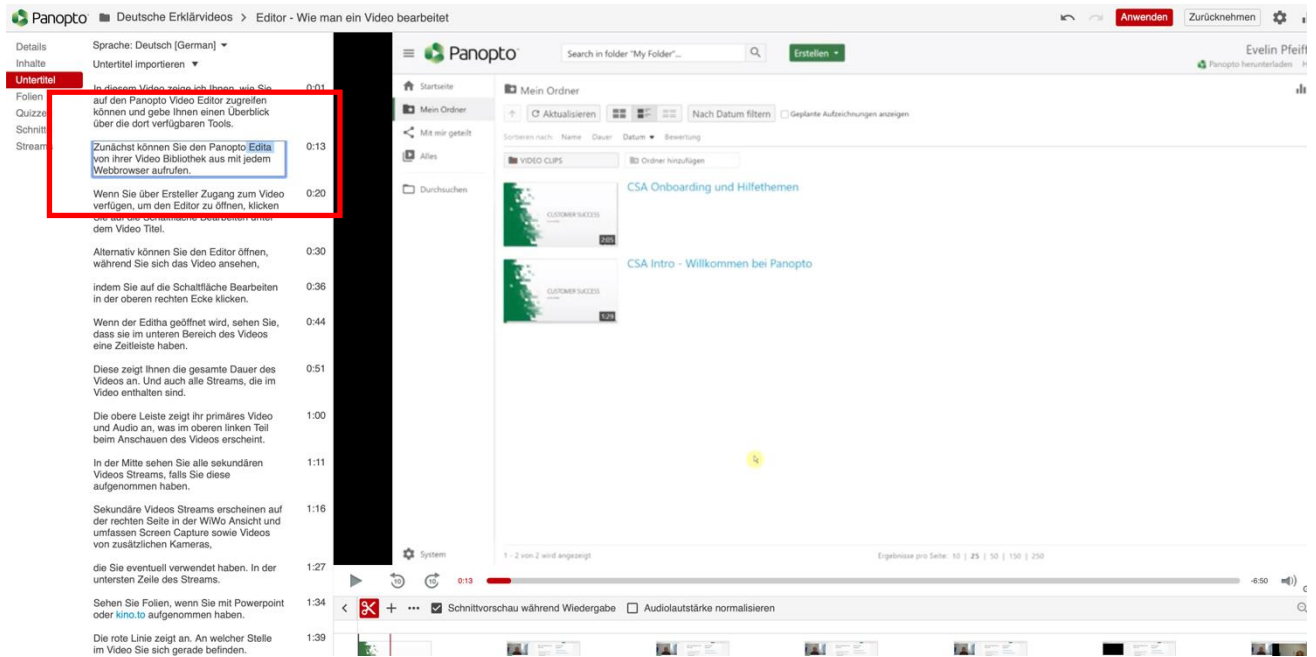 Panopto Deutsche Erklärvideos > Editor - Wie man ein Video bearbeitet
Anwenden Zurücknehmen
Details
Inhalte
Untertitel
Folien
Quizze
Schnitt
Stream
Sprache: Deutsch [German]
Untertitel importieren
In diesem Video zeige ich Ihnen, wie Sie 0:01
auf den Panopto Video Editor zugreifen
können und gebe Ihnen einen Überblick
über die dort verfügbaren Tools.
Zunächst können Sie den Panopto Edita 0:13
von ihrer Video Bibliothek aus mit jedem
Webbrowser aufrufen.
Wenn Sie über Ersteller Zugang zum Video 0:20
verfügen, um den Editor zu öffnen, klicken
Sie auf die Schaltfläche Bearbeiten unter
dem Video Titel.
Alternativ können Sie den Editor öffnen, 0:30
während Sie sich das Video ansehen,
indem Sie auf die Schaltfläche Bearbeiten 0:36
in der oberen rechten Ecke klicken.
Wenn der Editha geöffnet wird, sehen Sie, 0:44
dass sie im unteren Bereich des Videos
eine Zeitleiste haben.
Diese zeigt Ihnen die gesamte Dauer des 0:51
Videos an. Und auch alle Streams, die im
Video enthalten sind.
Die obere Leiste zeigt ihr primäres Video 1:00
und Audio an, was im oberen linken Teil
beim Anschauen des Videos erscheint.
In der Mitte sehen Sie alle sekundären 1:11
Videos Streams, falls Sie diese
aufgenommen haben.
Sekundäre Videos Streams erscheinen auf 1:16
der rechten Seite in der WiWo Ansicht und
umfassen Screen Capture sowie Videos
von zusätzlichen Kameras,
die Sie eventuell verwendet haben. In der 1:27
untersten Zeile des Streams.
Sehen Sie Folien, wenn Sie mit Powerpoint 1:34
oder kino.to aufgenommen haben.
Die rote Linie zeigt an. An welcher Stelle 1:39
im Video Sie sich gerade befinden.
Panopto Search in folder "My Folder"... Erstellen Evelin Pfeiff
Panopto herunterladen
Startseite
Mein Ordner
Mit mir geteilt
Alles
Durchsuchen
System
Mein Ordner
Aktualisieren Nach Datum filtern Geplante Aufzeichnungen anzeigen
Sortieren nach: Name Dauer Datum Bewertung
VIDEO CLIPS Ordner hinzufügen
CSA Onboarding und Hilfethemen
CUSTOMER SUCCESS
2:05
CSA Intro - Willkommen bei Panopto
CUSTOMER SUCCESS
1:29
1 - 2 von 2 wird angezeigt Ergebnisse pro Seite: 10 | 25 | 50 | 150 | 250
10 10 0:13 -6:50
Schnittvorschau während Wiedergabe Audiolautstärke normalisieren